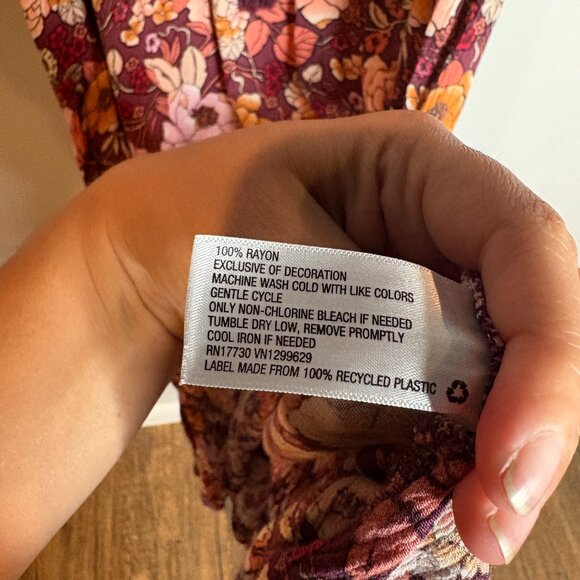 100% RAYON
EXCLUSIVE OF DECORATION
MACHINE WASH COLD WITH LIKE COLORS
GENTLE CYCLE
ONLY NON-CHLORINE BLEACH IF NEEDED
TUMBLE DRY LOW, REMOVE PROMPTLY
COOL IRON IF NEEDED
RN17730 VN1299629
LABEL MADE FROM 100% RECYCLED PLASTIC